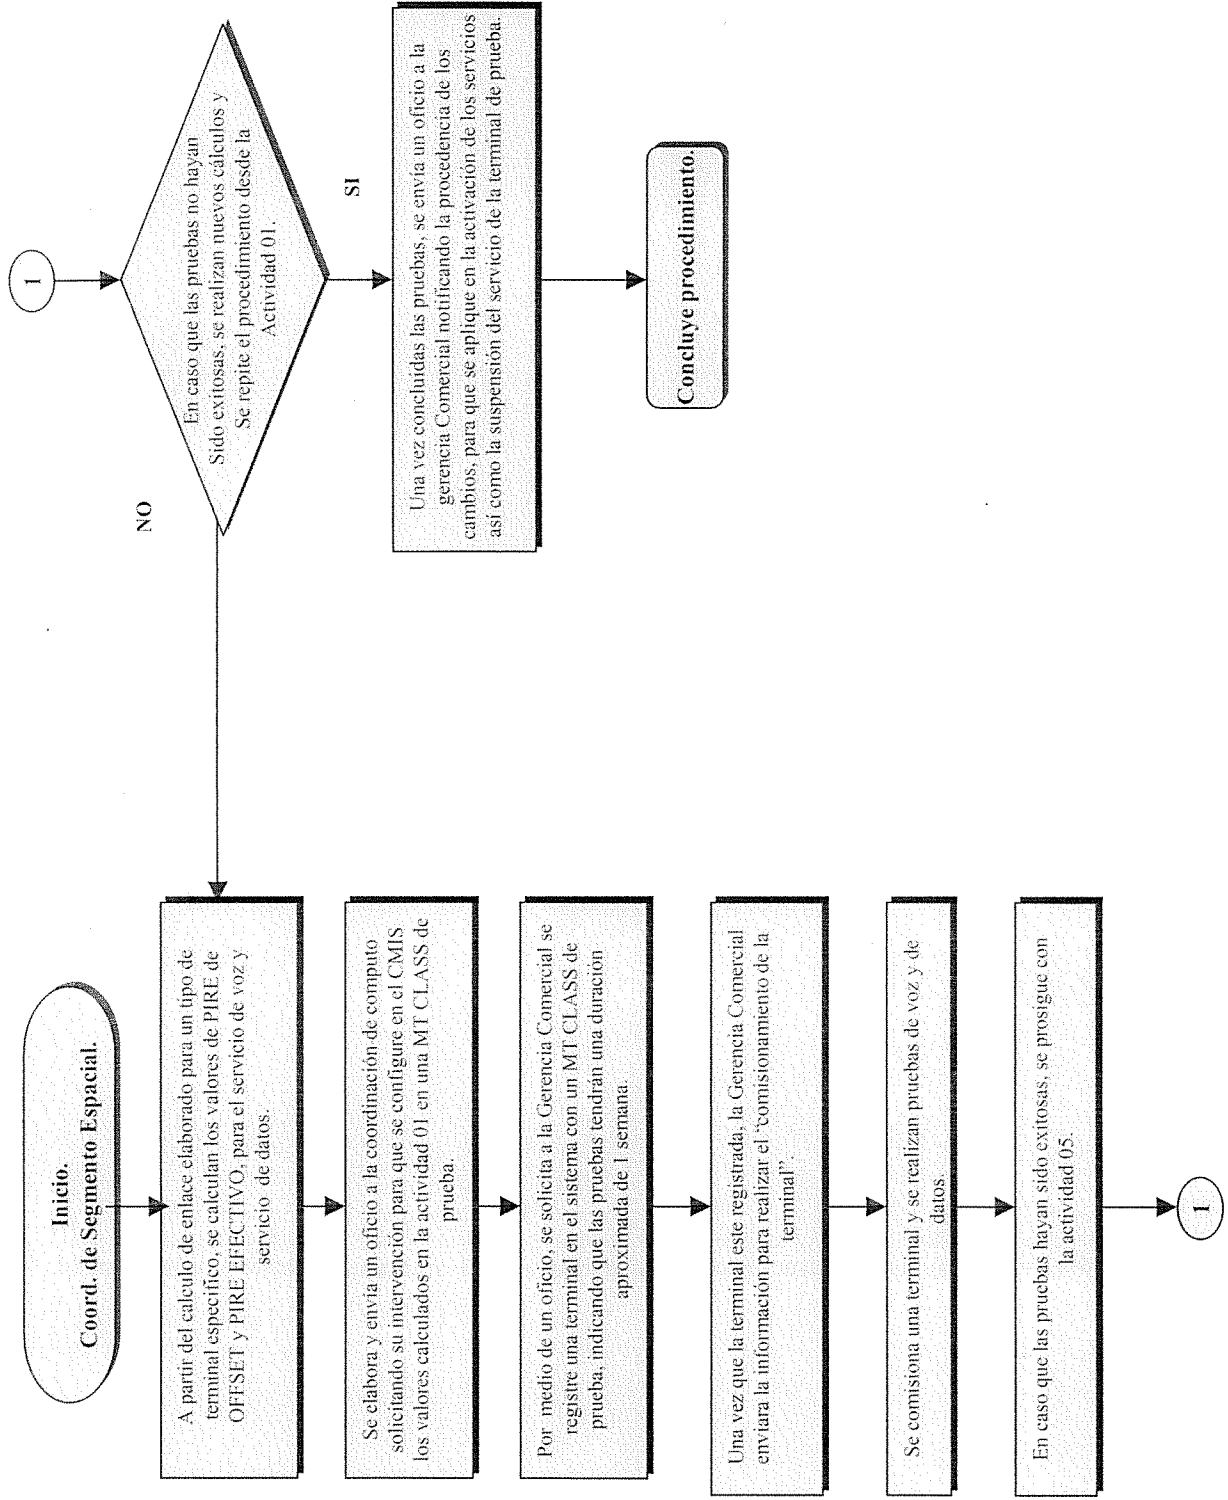 Inicio.
Coord. de Segmento Espacial.
A partir del calculo de enlace elaborado para un tipo de
terminal especifico, se calculan los valores de PIRE de
OFFSET y PIRE EFECTIVO, para el servicio de voz y
servicio de datos.
Se elabora y envía un oficio a la coordinación de computo
solicitando su intervención para que se configure en el CMIS
los valores calculados en la actividad 01 en una MT CLASS de
prueba.
Por medio de un oficio, se solicita a la Gerencia Comercial se
registre una terminal en el sistema con un MT CLASS de
prueba, indicando que las pruebas tendrán una duración
aproximada de 1 semana.
Una vez que la terminal este registrada, la Gerencia Comercial
enviara la información para realizar el "comisionamiento de la
terminal"
Se comisiona una terminal y se realizan pruebas de voz y de
datos.
En caso que las pruebas hayan sido exitosas, se prosigue con
la actividad 05.
1
1
En caso que las pruebas no hayan
Sido exitosas, se realizan nuevos cálculos y
Se repite el procedimiento desde la
Actividad 01.
NO
SI
Una vez concluidas las pruebas, se envía un oficio a la
gerencia Comercial notificando la procedencia de los
cambios, para que se aplique en la activación de los servicios
así como la suspensión del servicio de la terminal de prueba.
Concluye procedimiento.